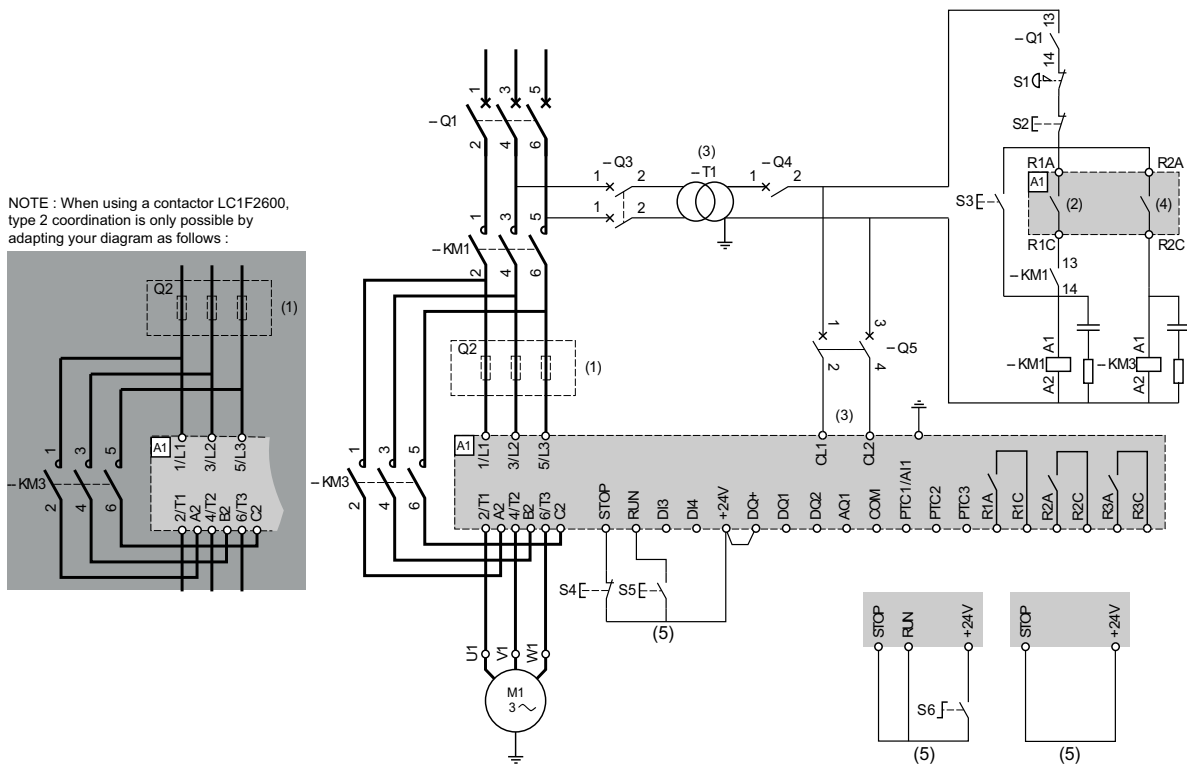 NOTE : When using a contactor LC1F2600,
type 2 coordination is only possible by
adapting your diagram as follows :
Q2
(1)
1 3 5
– KM3
2 4 6
A1
1/L1 3/L2 5/L3
2/T1 A2 4/T2 B2 6/T3 C2
1 3 5
– Q1
2 4 6
1 3 5
– KM1
2 4 6
– Q3
1 2
1 2
(3)
– T1
– Q4
1 2
Q2
(1)
1 3
– Q5
2 4
(3)
13
– Q1
14
S1
S2
S3
R1A R2A
A1
(2) (4)
R1C R2C
13
– KM1
14
A1 A1
– KM1 – KM3
A2 A2
1 3 5
– KM3
2 4 6
A1
1/L1 3/L2 5/L3
CL1 CL2
2/T1 A2 4/T2 B2 6/T3 C2
STOP RUN DI3 DI4 +24V DQ+ DQ1 DQ2 AQ1 COM PTC1/AI1 PTC2 PTC3 R1A R1C R2A R2C R3A R3C
S4 S5
(5)
U1 V1 W1
M1
3
STOP RUN +24V
S6
(5)
STOP +24V
(5)